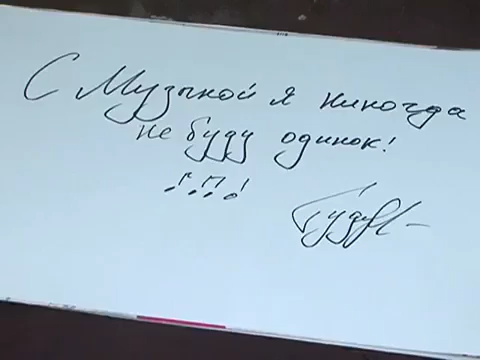 С Музыкой я никогда
не буду одинок!